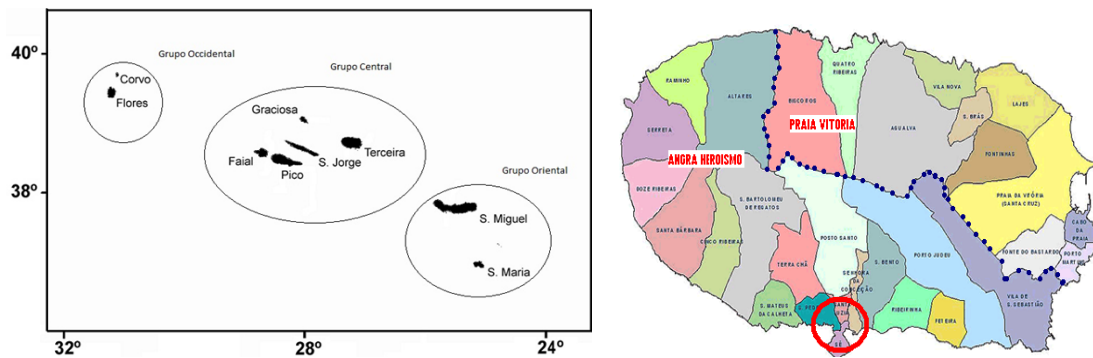 40º
Grupo Occidental
Corvo
Flores
Grupo Central
Graciosa
Terceira
Faial
S. Jorge
Pico
38º
Grupo Oriental
S. Miguel
S. Maria
32º
28º
24º
RAMINHO
ALTARES
BISCOITOS
QUATRO
RIBEIRAS
VILA NOVA
LAJES
S. BRÁS
AGUALVA
SERRETA
PRAIA VITORIA
ANGRA HEROISMO
FONTINHAS
DOZE RIBEIRAS
S. BARTOLOMEU
DE REGATOS
PRAIA DA VITÓRIA
(SANTA CRUZ)
SANTA BÁRBARA
CINCO RIBEIRAS
POSTO SANTO
PORTO JUDEU
CABO
DA
PRAIA
FONTE DO BASTARDO
PORTO
MARTINS
TERRA CHÃ
S. BENTO
SENHORA
DA
CONCEIÇÃO
VILA DE
S. SEBASTIÃO
S. MATEUS
DA CALHETA
S. PEDRO
SANTA
LUZIA
RIBEIRINHA
FETEIRA
SÉ